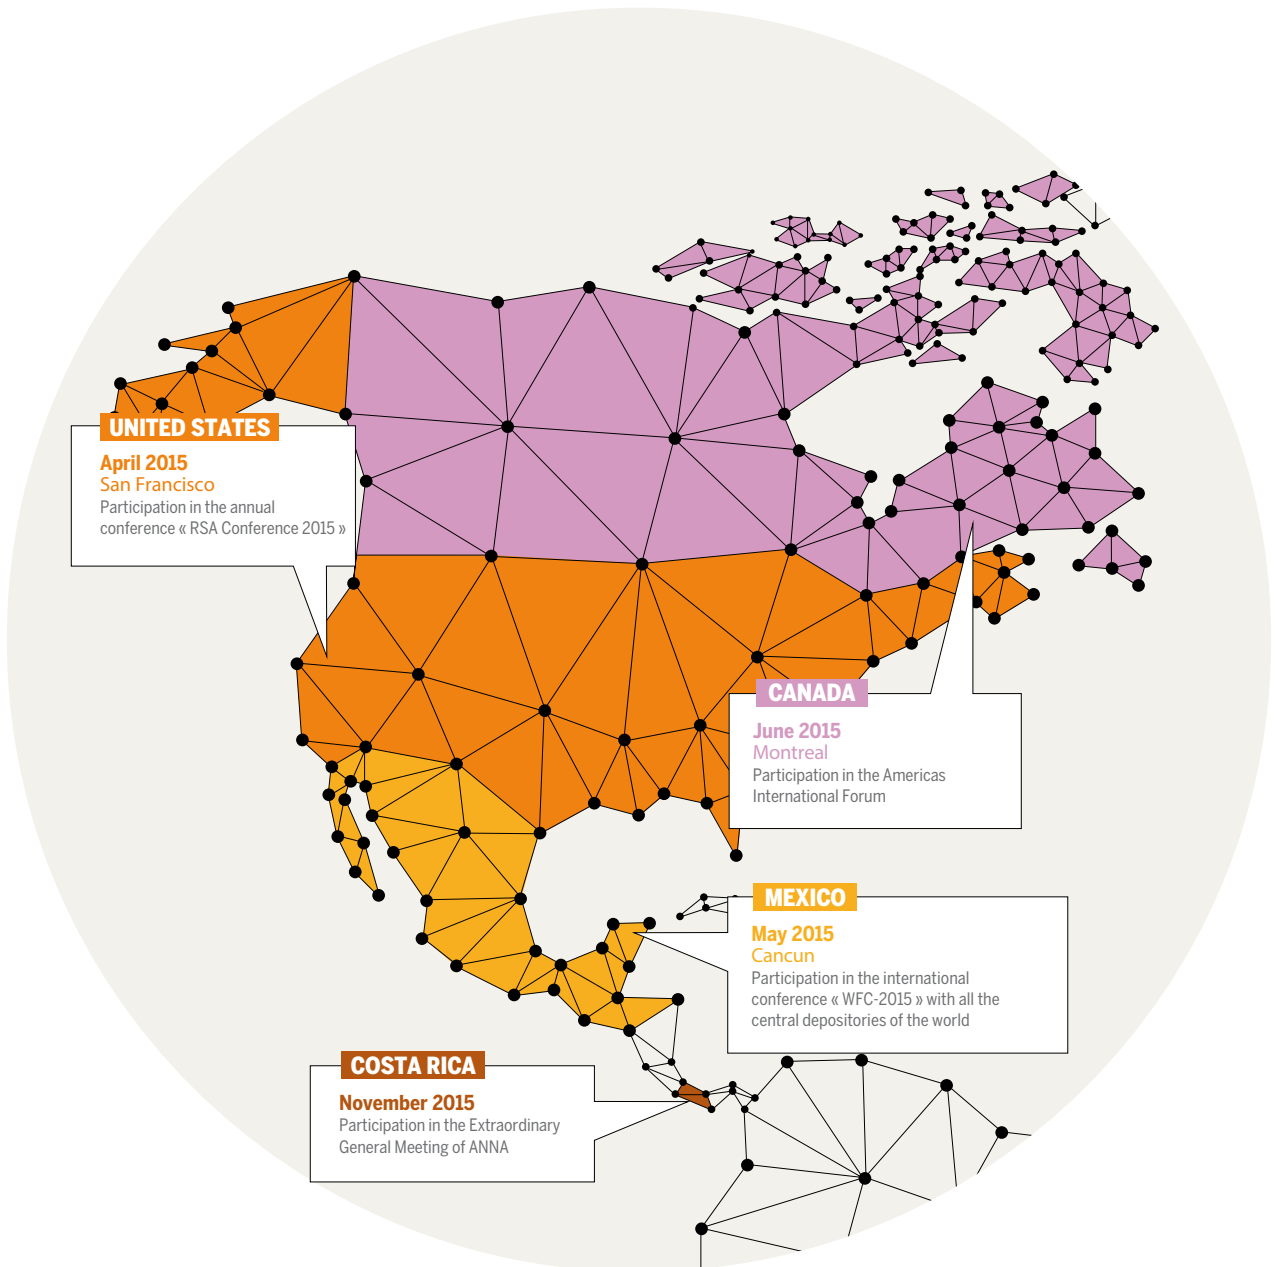 UNITED STATES
April 2015
San Francisco
Participation in the annual
conference « RSA Conference 2015 »
CANADA
June 2015
Montreal
Participation in the Americas
International Forum
MEXICO
May 2015
Cancun
Participation in the international
conference « WFC-2015 » with all the
central depositories of the world
COSTA RICA
November 2015
Participation in the Extraordinary
General Meeting of ANNA